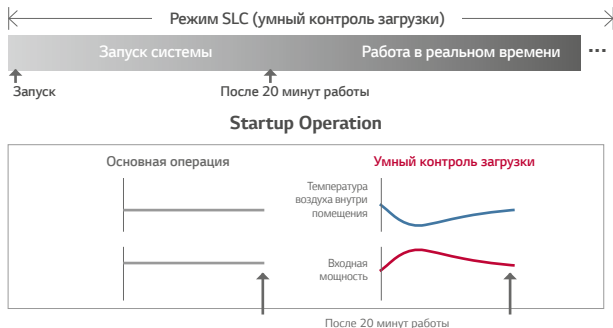 Режим SLC (умный контроль загрузки)
Запуск системы
Работа в реальном времени
...
Запуск
После 20 минут работы
Startup Operation
Основная операция
Умный контроль загрузки
Температура
воздуха внутри
помещения
Входная
мощность
После 20 минут работы